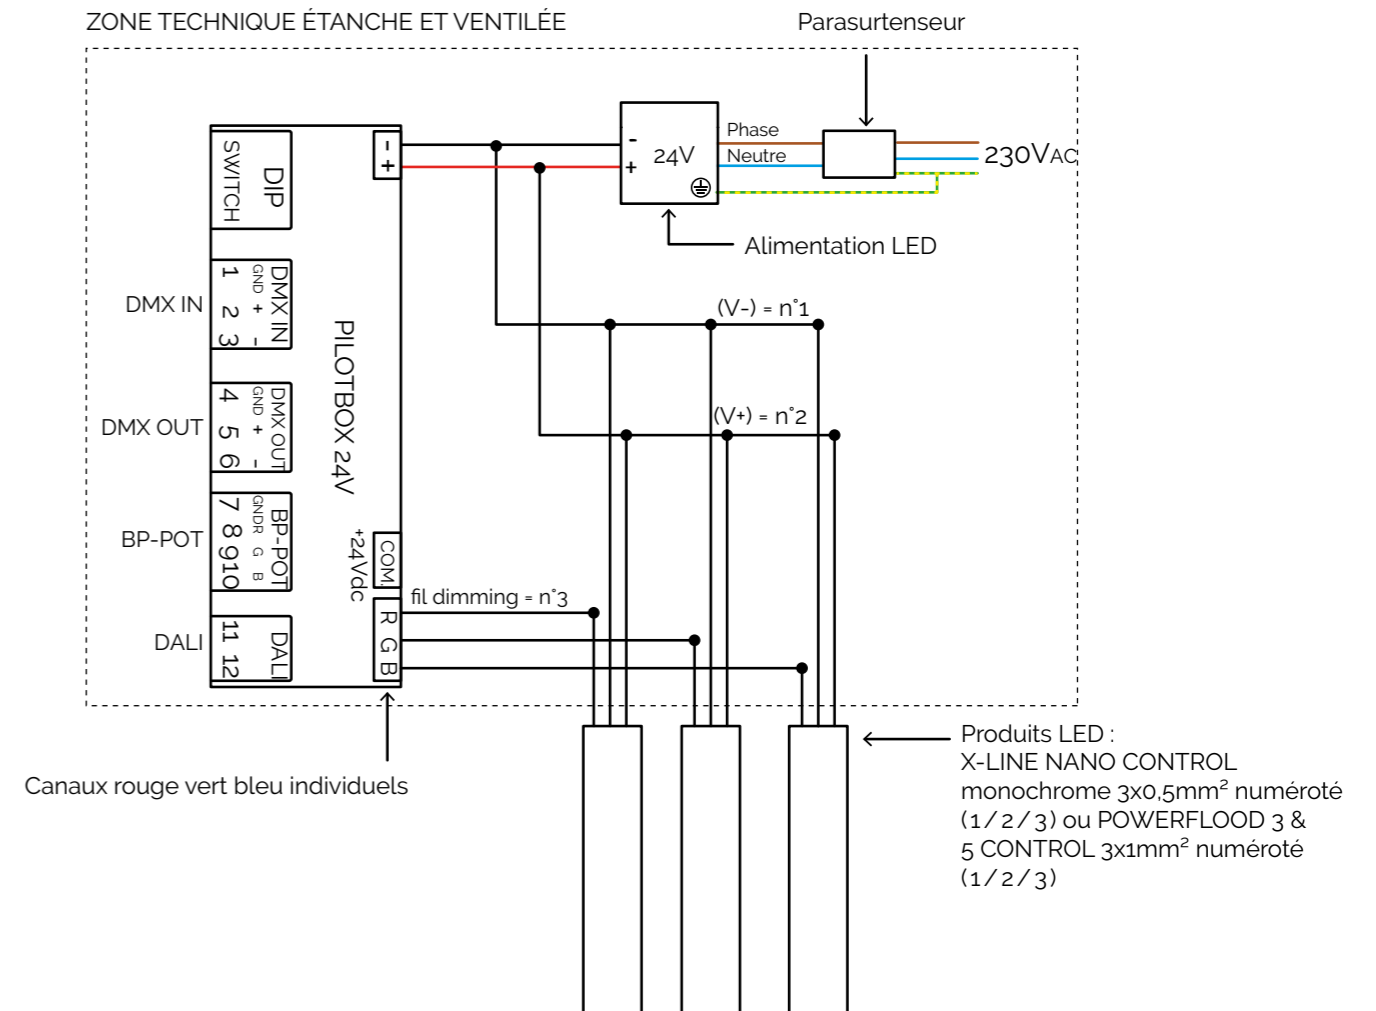 ZONE TECHNIQUE ÉTANCHE ET VENTILÉE
Parasurtenseur
DIP
SWITCH
-
+
-
+
24V
Phase
Neutre
230VAC
Alimentation LED
DMX IN
DMX IN
GND + -
1 2 3
DMX OUT
DMX OUT
GND + -
4 5 6
BP-POT
BP-POT
GNDR G B
7 8 9 10
DALI
DALI
11 12
PILOTBOX 24V
(V-) = n°1
(V+) = n°2
COM.
+24Vdc
fil dimming = n°3
R
G
B
Canaux rouge vert bleu individuels
Produits LED :
X-LINE NANO CONTROL
monochrome 3x0,5mm² numéroté
(1/2/3) ou POWERFLOOD 3 &
5 CONTROL 3x1mm² numéroté
(1/2/3)